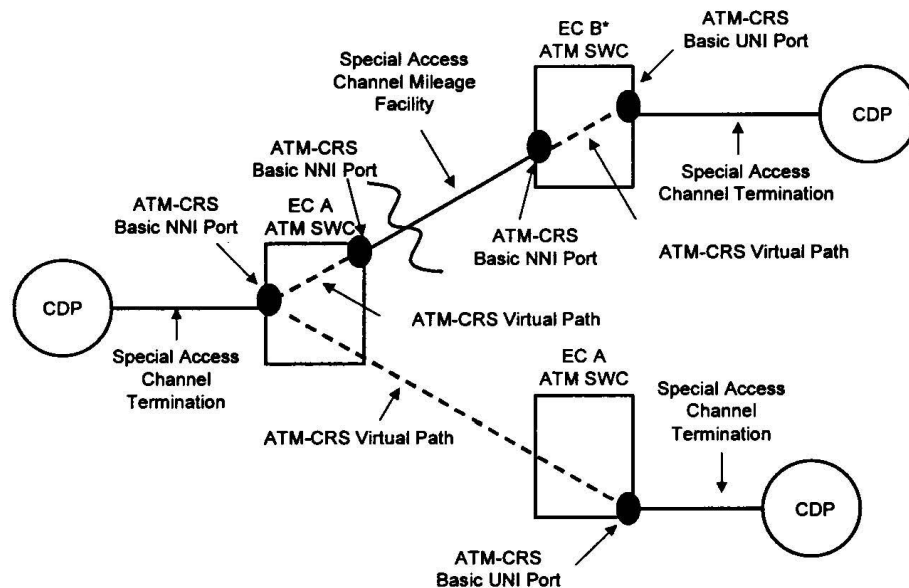 ATM-CRS
Basic UNI Port
EC B*
ATM SWC
Special Access
Channel Mileage
Facility
CDP
ATM-CRS
Basic NNI Port
Special Access
Channel Termination
EC A
ATM SWC
ATM-CRS
Basic NNI Port
ATM-CRS
Basic NNI Port
ATM-CRS Virtual Path
CDP
ATM-CRS Virtual Path
Special Access
Channel
Termination
EC A
ATM SWC
Special Access
Channel
Termination
ATM-CRS Virtual Path
CDP
ATM-CRS
Basic UNI Port